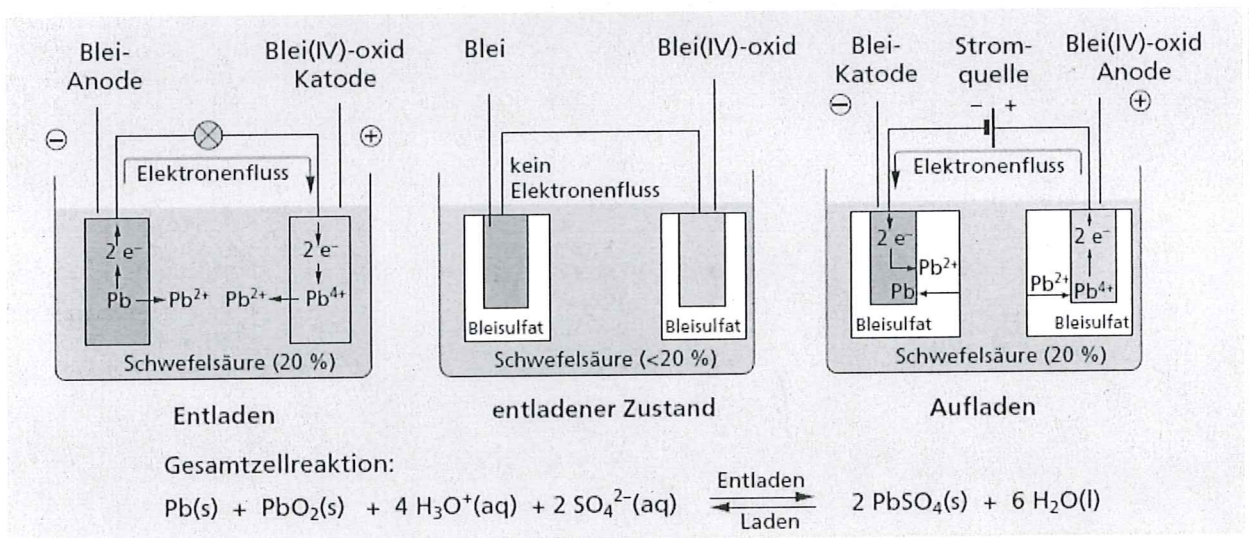 Blei-
Anode
Blei(IV)-oxid
Katode
⊖
⊕
Elektronenfluss
2 e⁻
2 e⁻
Pb → Pb²⁺
Pb²⁺ ← Pb⁴⁺
Schwefelsäure (20 %)
Entladen
Blei
Blei(IV)-oxid
kein
Elektronenfluss
Bleisulfat
Bleisulfat
Schwefelsäure (<20 %)
entladener Zustand
Blei-
Katode
Strom-
quelle
Blei(IV)-oxid
Anode
⊖
− +
⊕
Elektronenfluss
2 e⁻
2 e⁻
Pb²⁺
Pb
Pb²⁺
Pb⁴⁺
Bleisulfat
Bleisulfat
Schwefelsäure (20 %)
Aufladen
Gesamtzellreaktion:
Pb(s) + PbO₂(s) + 4 H₃O⁺(aq) + 2 SO₄²⁻(aq) ⇌ 2 PbSO₄(s) + 6 H₂O(l)
Entladen
Laden